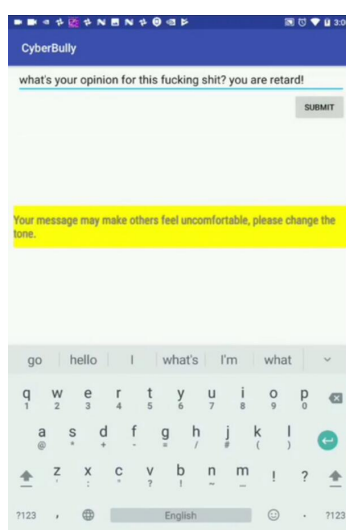 3:0
CyberBully
what's your opinion for this fucking shit? you are retard!
SUBMIT
Your message may make others feel uncomfortable, please change the
tone.
go hello I what's I'm what
q w e r t y u i o p
1 2 3 4 5 6 7 8 9 0
a s d f g h j k l
@ * + - = / # ( )
z x c v b n m ! ?
?123 , English . ?123